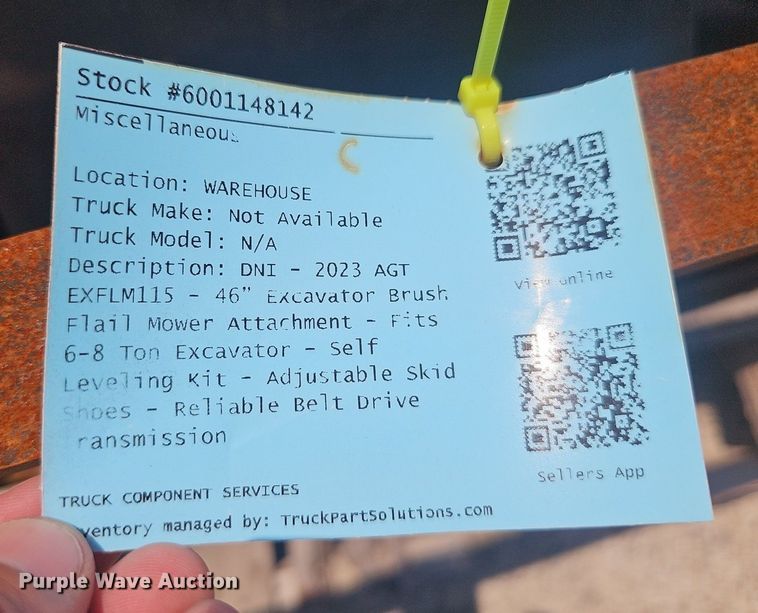 Stock #6001148142
Miscellaneous
Location: WAREHOUSE
Truck Make: Not Available
Truck Model: N/A
Description: DNI - 2023 AGT
EXFLM115 - 46" Excavator Brush
Flail Mower Attachment - Fits
6-8 Ton Excavator - Self
Leveling Kit - Adjustable Skid
Shoes - Reliable Belt Drive
ransmission
TRUCK COMPONENT SERVICES
ventory managed by: TruckPartSolutions.com
View online
Sellers App
Purple Wave Auction